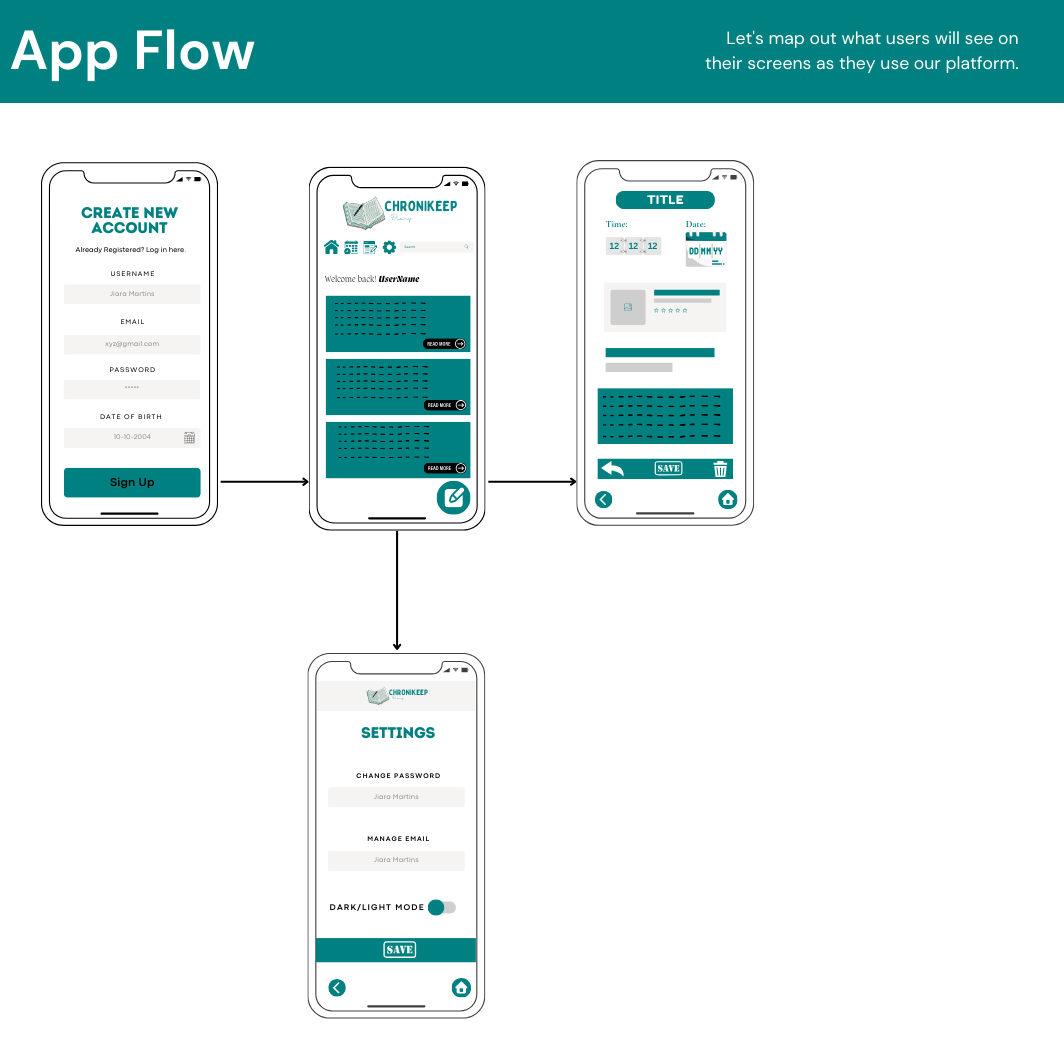 App Flow
Let's map out what users will see on
their screens as they use our platform.
CREATE NEW
ACCOUNT
Already Registered? Log in here.
USERNAME
Jiara Martins
EMAIL
xyz@gmail.com
PASSWORD
*****
DATE OF BIRTH
10-10-2004
Sign Up
CHRONIKEEP
Diary
Search
Welcome back! UserName
READ MORE
READ MORE
READ MORE
TITLE
Time: Date:
12 12 12
DD MM YY
SAVE
CHRONIKEEP
Diary
SETTINGS
CHANGE PASSWORD
Jiara Martins
MANAGE EMAIL
Jiara Martins
DARK/LIGHT MODE
SAVE